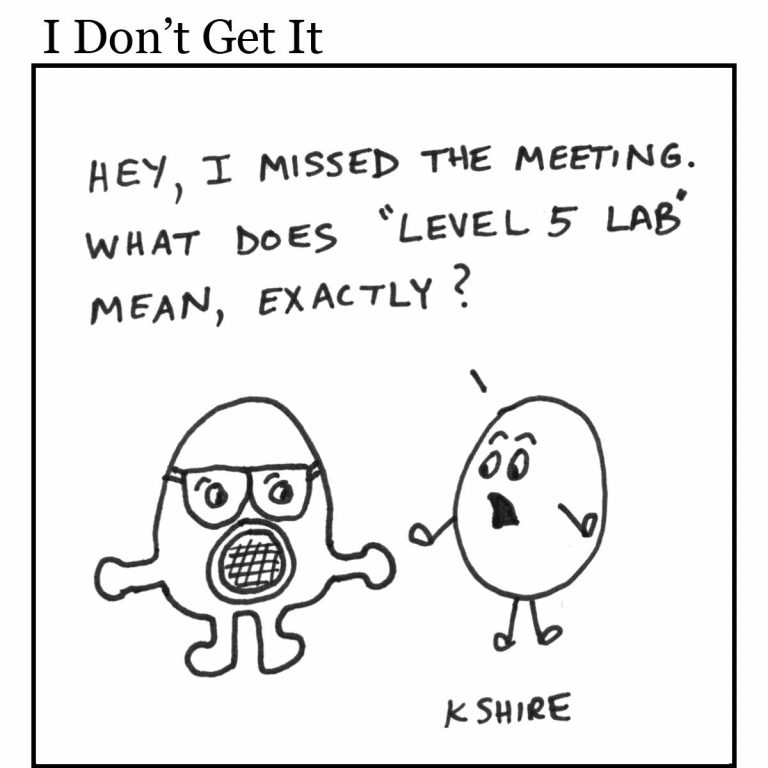 I Don’t Get It
HEY, I MISSED THE MEETING.
WHAT DOES "LEVEL 5 LAB"
MEAN, EXACTLY?
K SHIRE